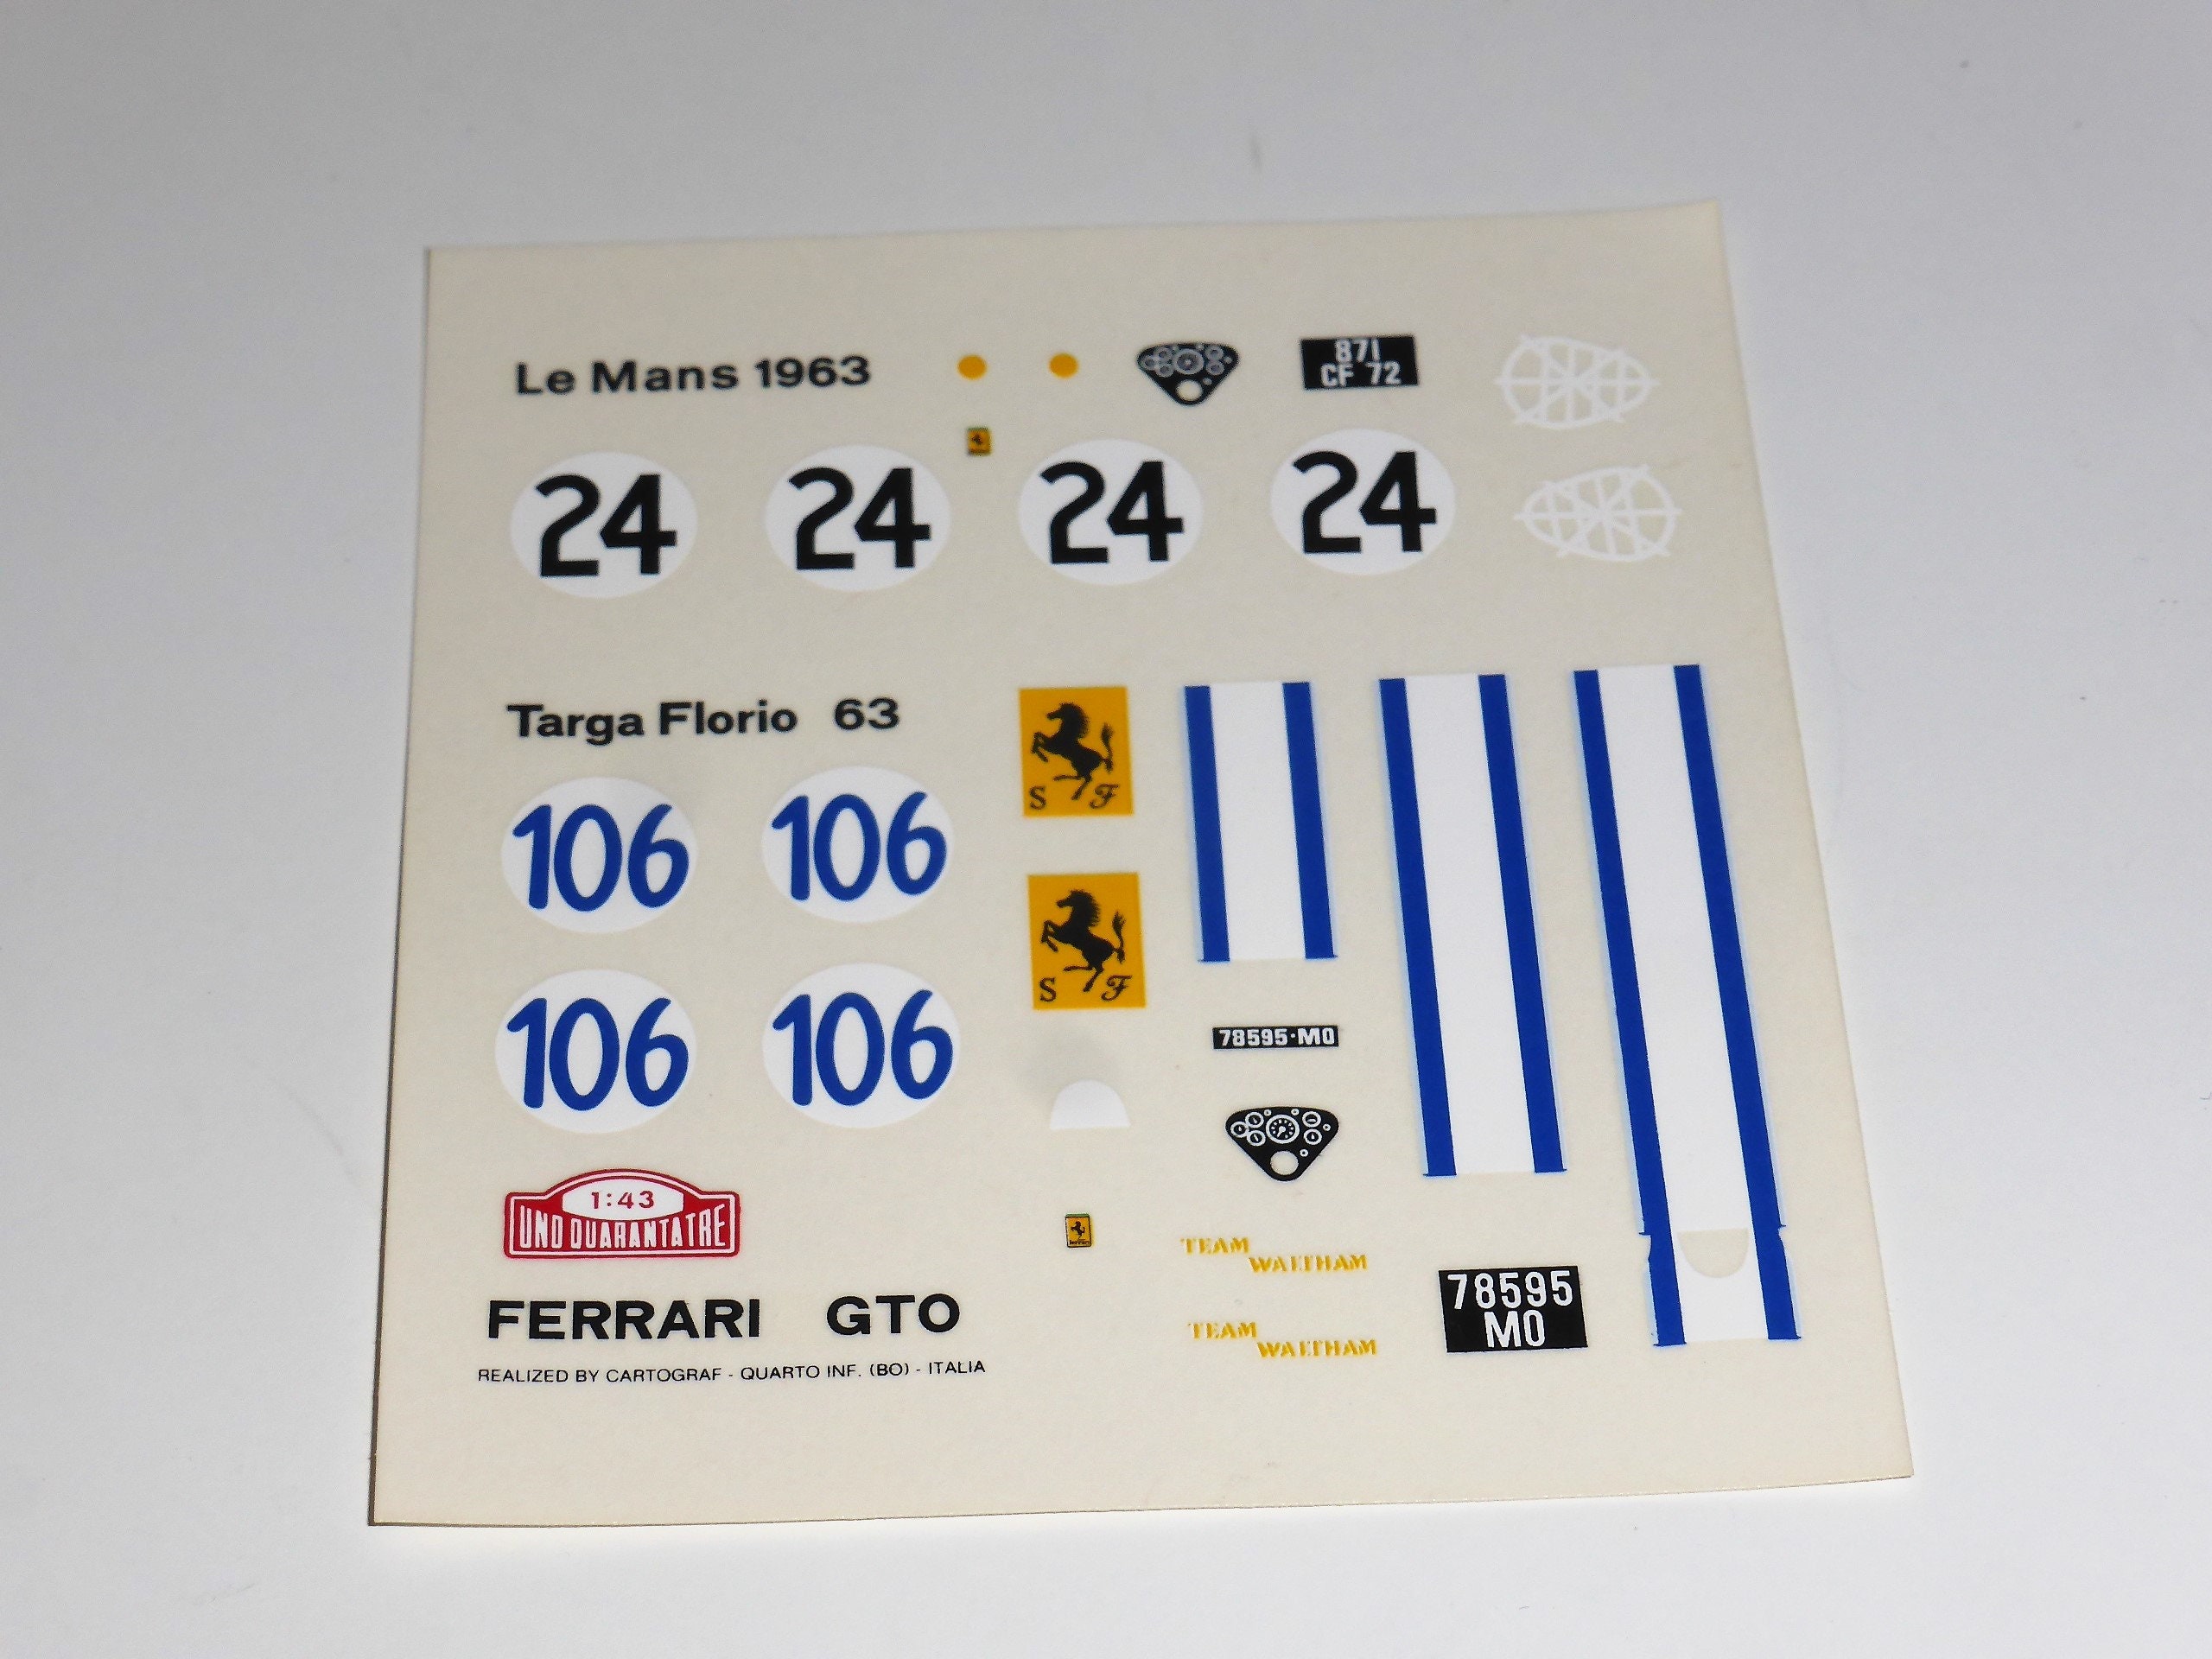 Le Mans 1963
871
CF 72
24
24
24
24
Targa Florio 63
106
106
106
106
S F
S F
78595·MO
1:43
UNO QUARANTATRE
TEAM
WALTHAM
TEAM
WALTHAM
78595
MO
FERRARI GTO
REALIZED BY CARTOGRAF - QUARTO INF. (BO) - ITALIA